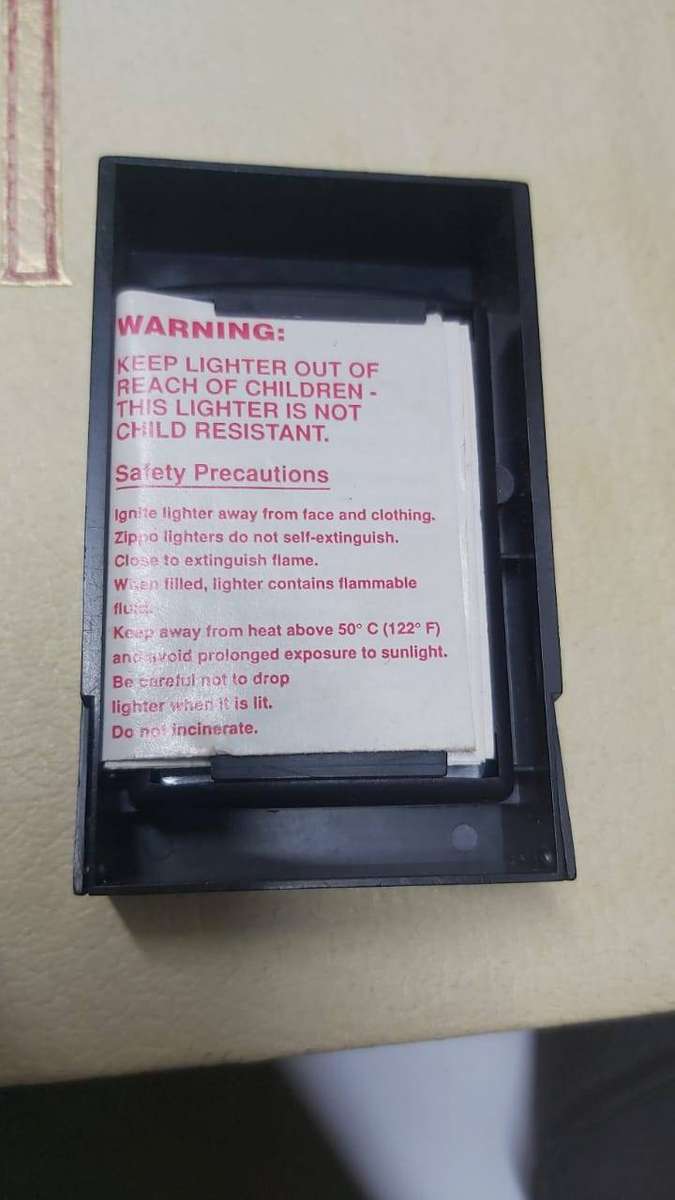 WARNING:
KEEP LIGHTER OUT OF
REACH OF CHILDREN -
THIS LIGHTER IS NOT
CHILD RESISTANT.
Safety Precautions
Ignite lighter away from face and clothing.
Zippo lighters do not self-extinguish.
Close to extinguish flame.
When filled, lighter contains flammable
fluid.
Keep away from heat above 50° C (122° F)
and avoid prolonged exposure to sunlight.
Be careful not to drop
lighter when it is lit.
Do not incinerate.